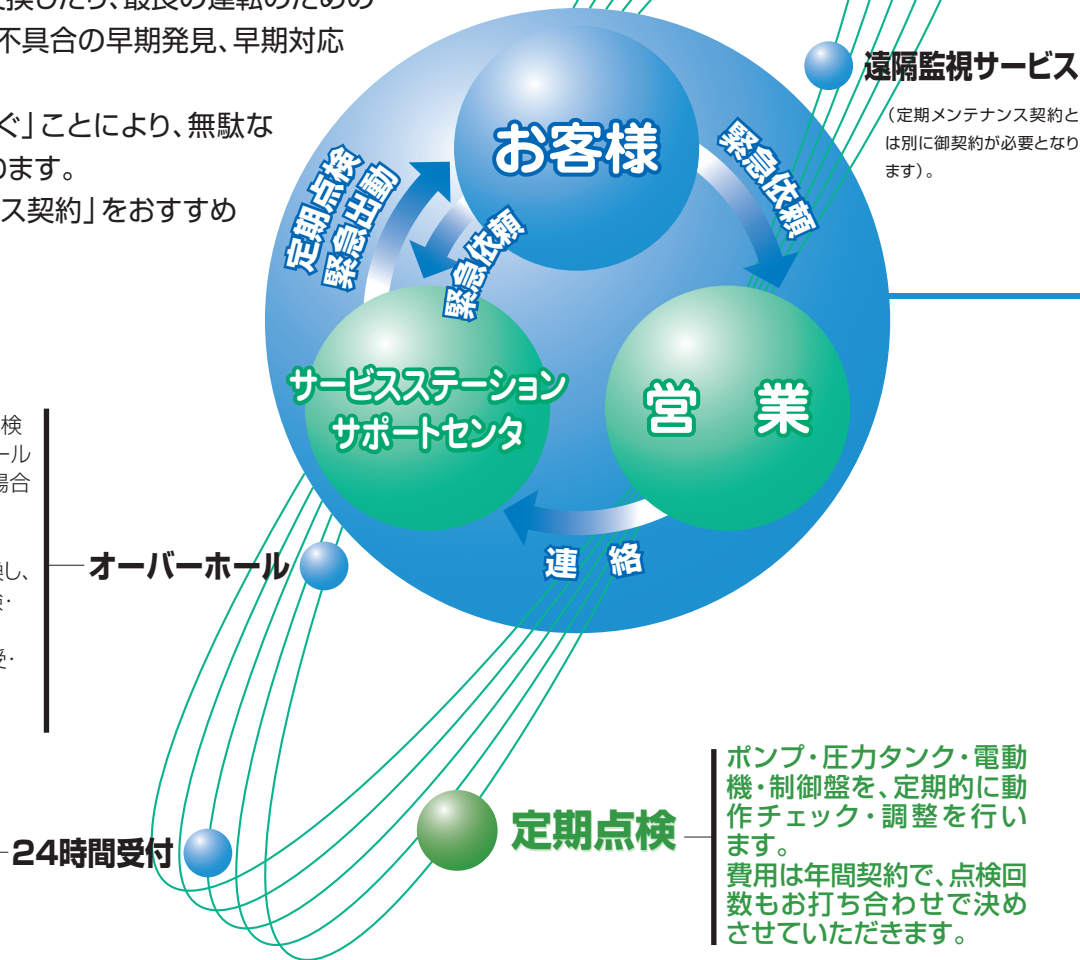 換したり、最良の運転のための
不具合の早期発見、早期対応
ぐ」ことにより、無駄な
ります。
ス契約」をおすすめ
遠隔監視サービス
(定期メンテナンス契約と
は別に御契約が必要となり
ます)。
お客様
緊急依頼
定期点検
緊急出動
緊急依頼
サービスステーション
サポートセンタ
営　業
連　絡
検
ール
場合
換し、
・
オーバーホール
24時間受付
定期点検
ポンプ・圧力タンク・電動
機・制御盤を、定期的に動
作チェック・調整を行い
ます。
費用は年間契約で、点検回
数もお打ち合わせで決め
させていただきます。